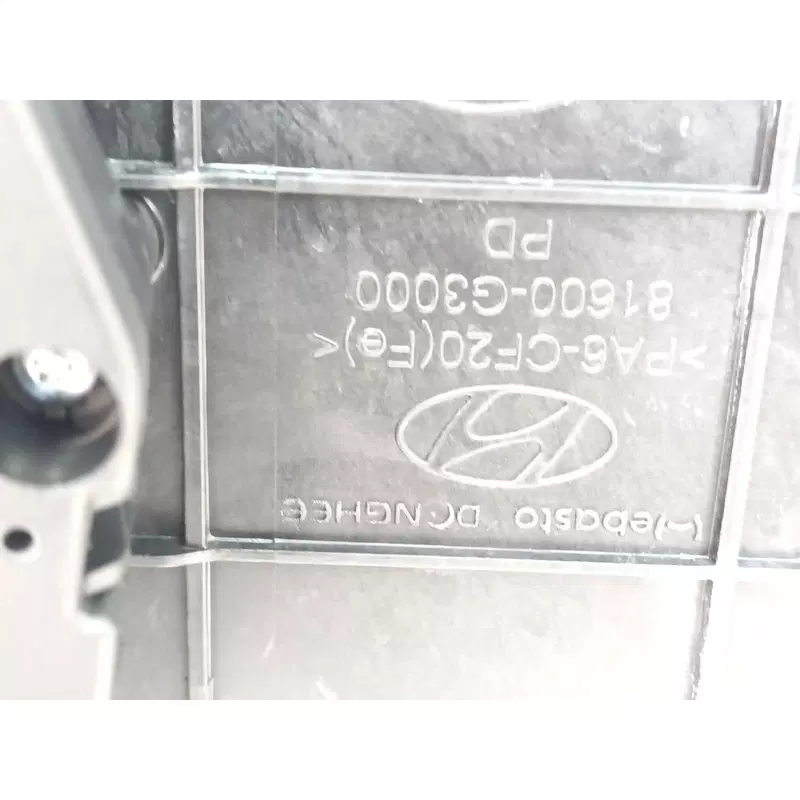 Webasto DONGHEE
>PA6-CF20(Fe)<
81600-G3000
PD